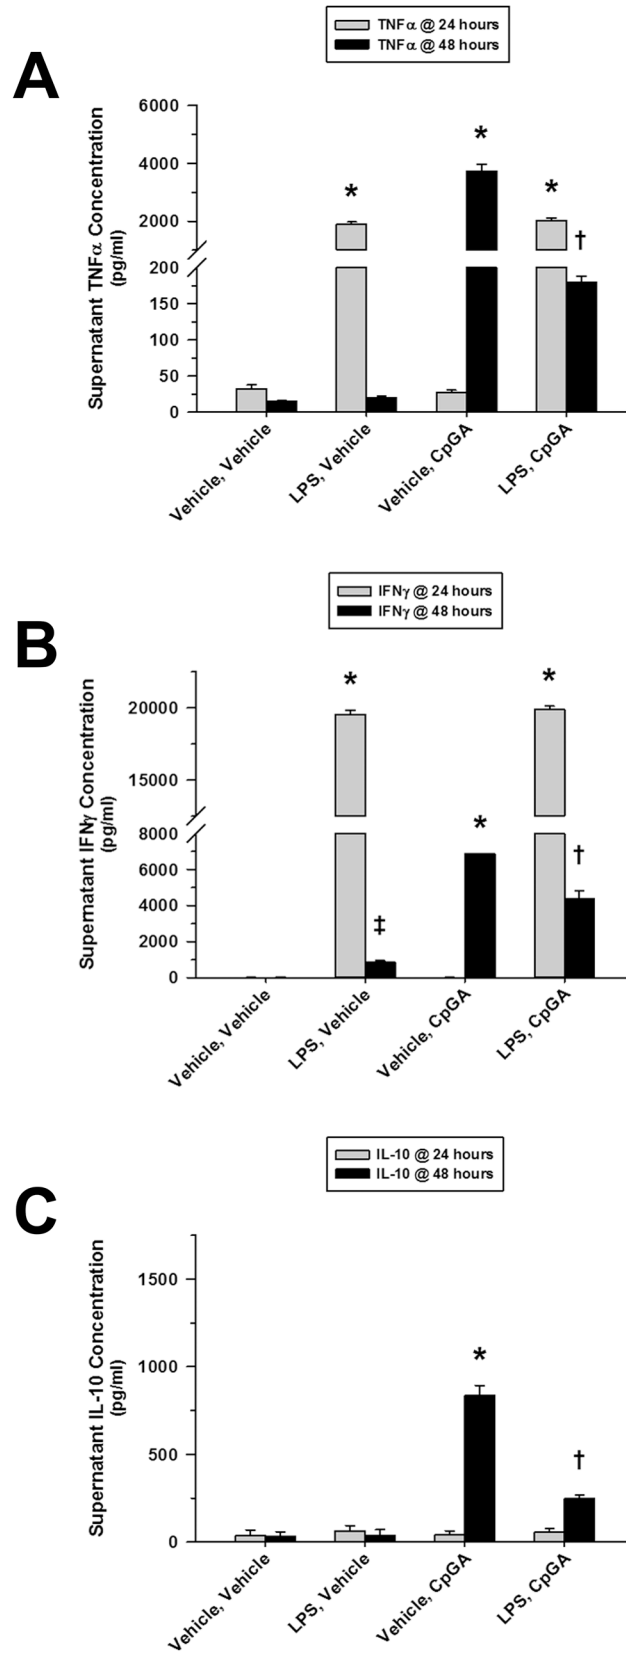 TNFα @ 24 hours
TNFα @ 48 hours
A
Supernatant TNFα Concentration
(pg/ml)
6000
4000
2000
200
150
100
50
0
*
*
*
†
Vehicle, Vehicle
LPS, Vehicle
Vehicle, CpGA
LPS, CpGA
IFNγ @ 24 hours
IFNγ @ 48 hours
B
Supernatant IFNγ Concentration
(pg/ml)
20000
15000
8000
6000
4000
2000
0
*
‡
*
*
†
Vehicle, Vehicle
LPS, Vehicle
Vehicle, CpGA
LPS, CpGA
IL-10 @ 24 hours
IL-10 @ 48 hours
C
Supernatant IL-10 Concentration
(pg/ml)
1500
1000
500
0
*
†
Vehicle, Vehicle
LPS, Vehicle
Vehicle, CpGA
LPS, CpGA